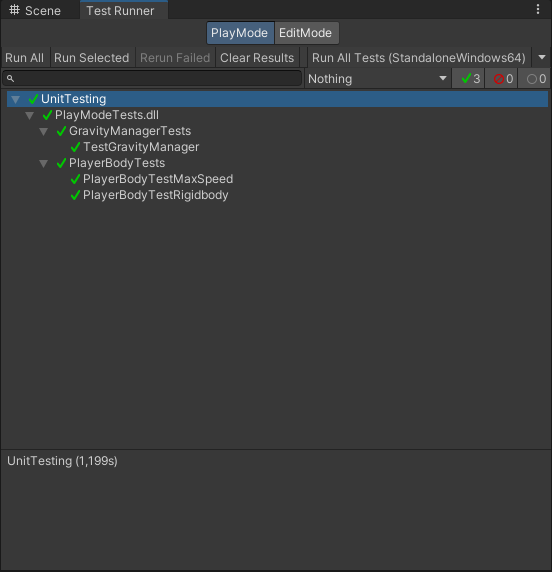 Scene Test Runner
PlayMode EditMode
Run All Run Selected Rerun Failed Clear Results Run All Tests (StandaloneWindows64)
Nothing 3 0 0
UnitTesting
PlayModeTests.dll
GravityManagerTests
TestGravityManager
PlayerBodyTests
PlayerBodyTestMaxSpeed
PlayerBodyTestRigidbody
UnitTesting (1,199s)